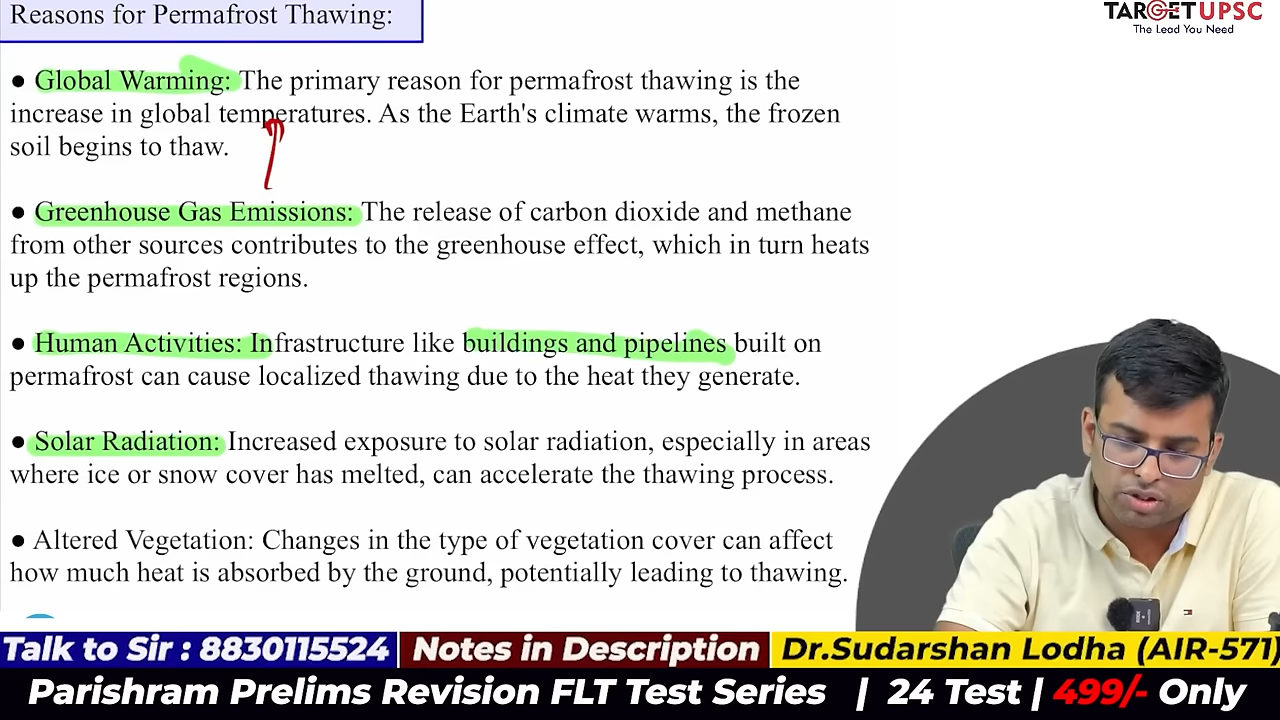 Reasons for Permafrost Thawing:
TARGETUPSC
The Lead You Need
● Global Warming: The primary reason for permafrost thawing is the
increase in global temperatures. As the Earth's climate warms, the frozen
soil begins to thaw.
● Greenhouse Gas Emissions: The release of carbon dioxide and methane
from other sources contributes to the greenhouse effect, which in turn heats
up the permafrost regions.
● Human Activities: Infrastructure like buildings and pipelines built on
permafrost can cause localized thawing due to the heat they generate.
● Solar Radiation: Increased exposure to solar radiation, especially in areas
where ice or snow cover has melted, can accelerate the thawing process.
● Altered Vegetation: Changes in the type of vegetation cover can affect
how much heat is absorbed by the ground, potentially leading to thawing.
Talk to Sir : 8830115524
Notes in Description
Dr.Sudarshan Lodha (AIR-571)
Parishram Prelims Revision FLT Test Series | 24 Test | 499/- Only